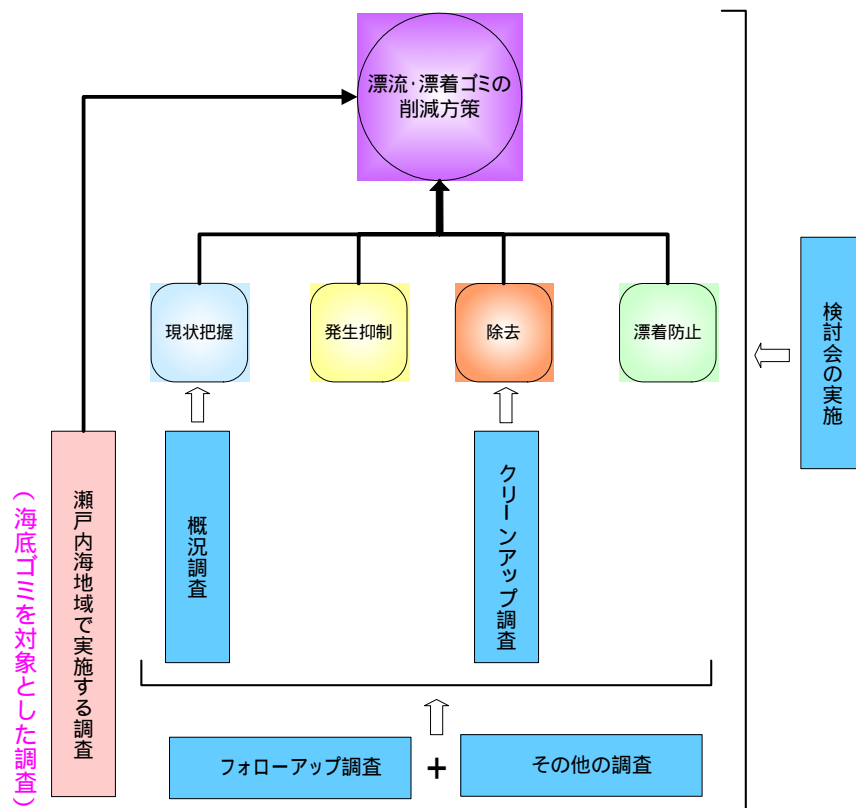 漂流・漂着ゴミの
削減方策
現状把握
発生抑制
除去
漂着防止
検討会の実施
(海底ゴミを対象とした調査)
瀬戸内海地域で実施する調査
概況調査
クリーンアップ調査
フォローアップ調査
+
その他の調査